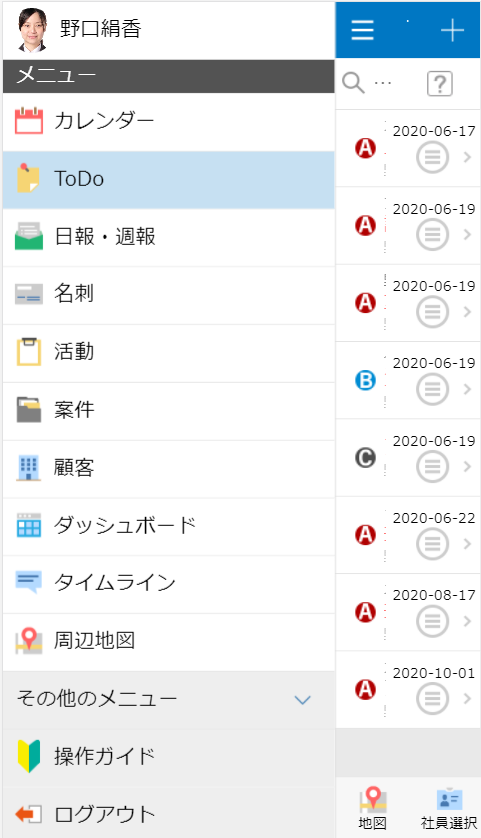 野口絹香
メニュー
カレンダー
ToDo
日報・週報
名刺
活動
案件
顧客
ダッシュボード
タイムライン
周辺地図
その他のメニュー
操作ガイド
ログアウト
...
?
A
2020-06-17
A
2020-06-19
A
2020-06-19
B
2020-06-19
C
2020-06-19
A
2020-06-22
A
2020-08-17
A
2020-10-01
地図
社員選択